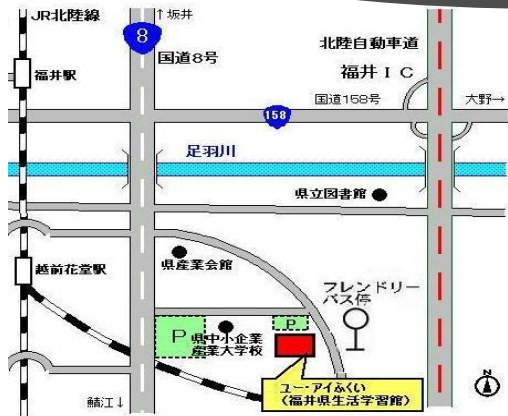 JR北陸線
↑坂井
8
国道8号
北陸自動車道
福井IC
福井駅
国道158号
大野→
158
足羽川
県立図書館
県産業会館
越前花堂駅
フレンドリー
バス停
P
P
県中小企業
産業大学校
ユー・アイふくい
(福井県生活学習館)
鯖江↓
N